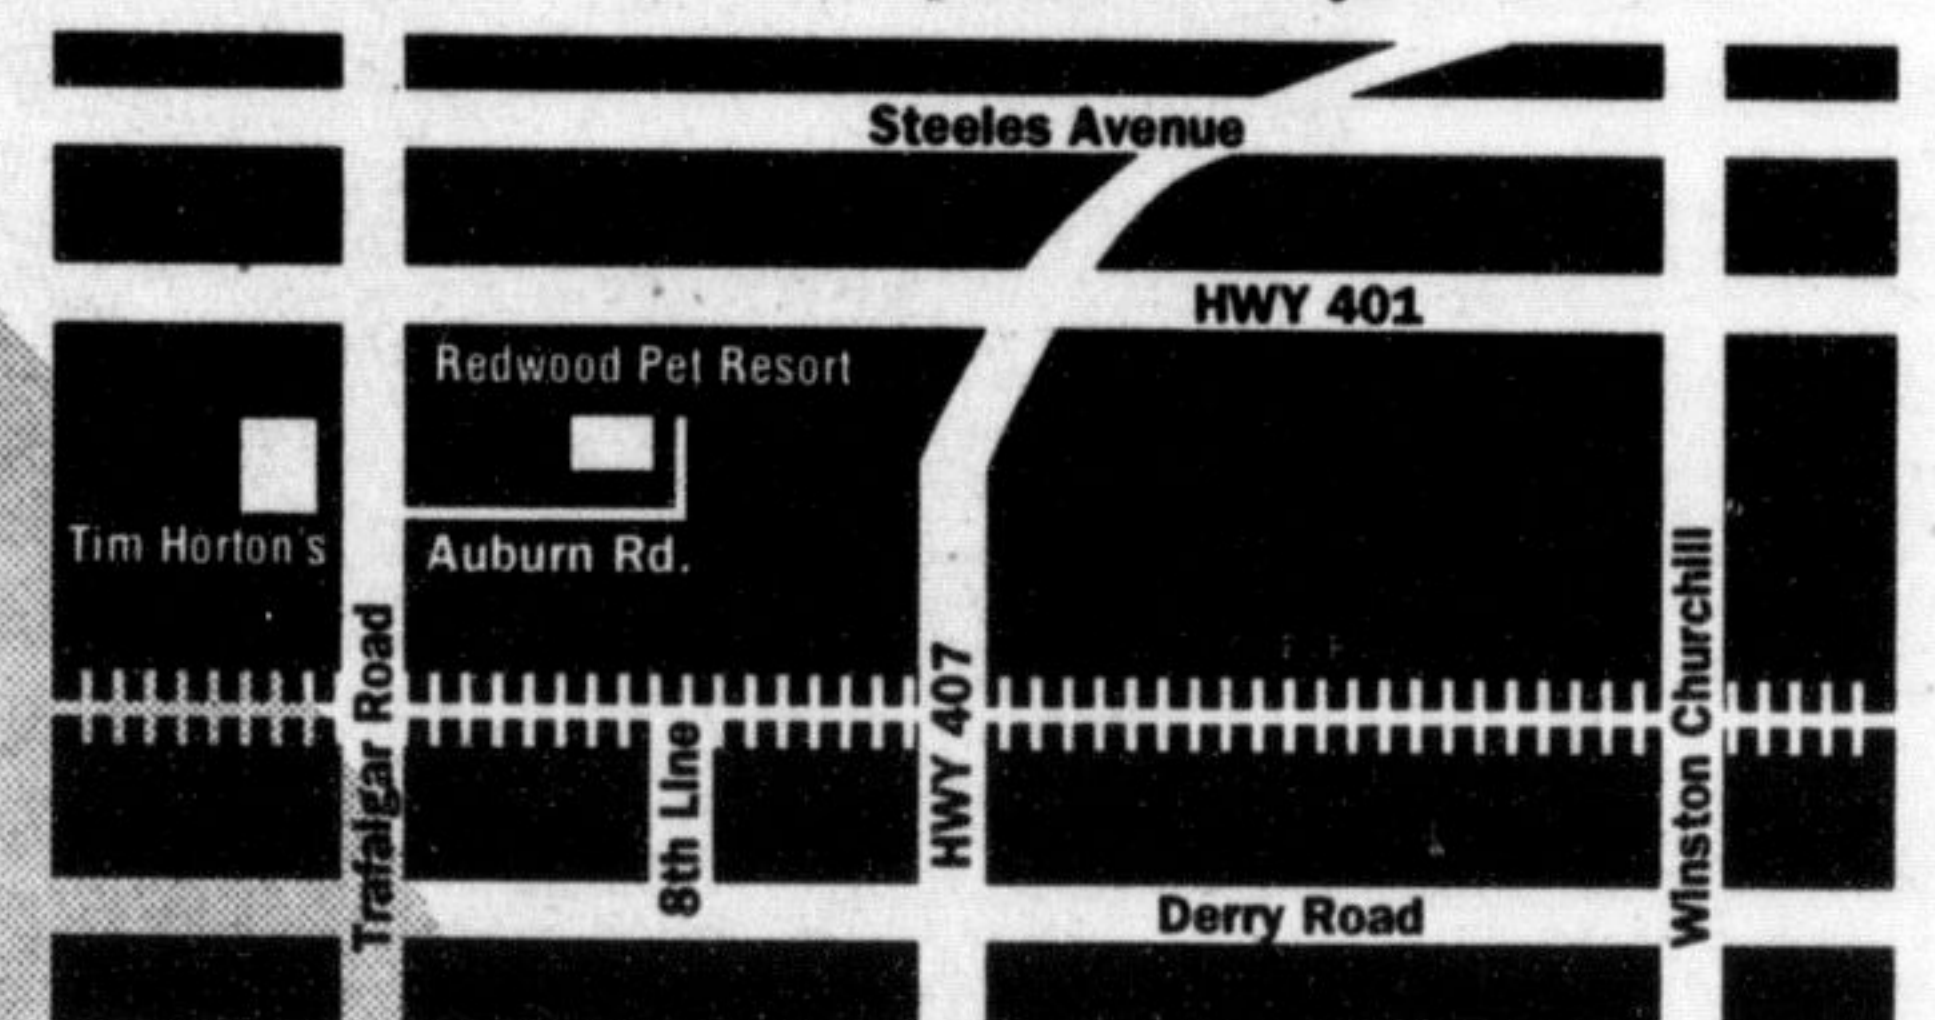 Steeles Avenue
HWY 401
Redwood Pet Resort
Tim Horton's
Auburn Rd.
Trafalgar Road
8th Line
HWY 407
Winston Churchill
Derry Road